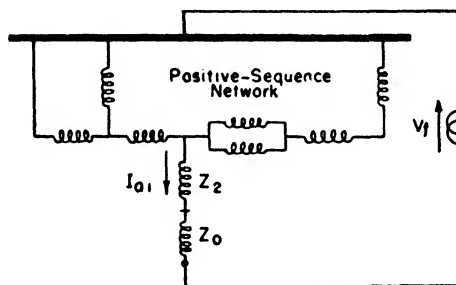 Positive-Sequence
Network
Vf
Ia1
Z2
Z0